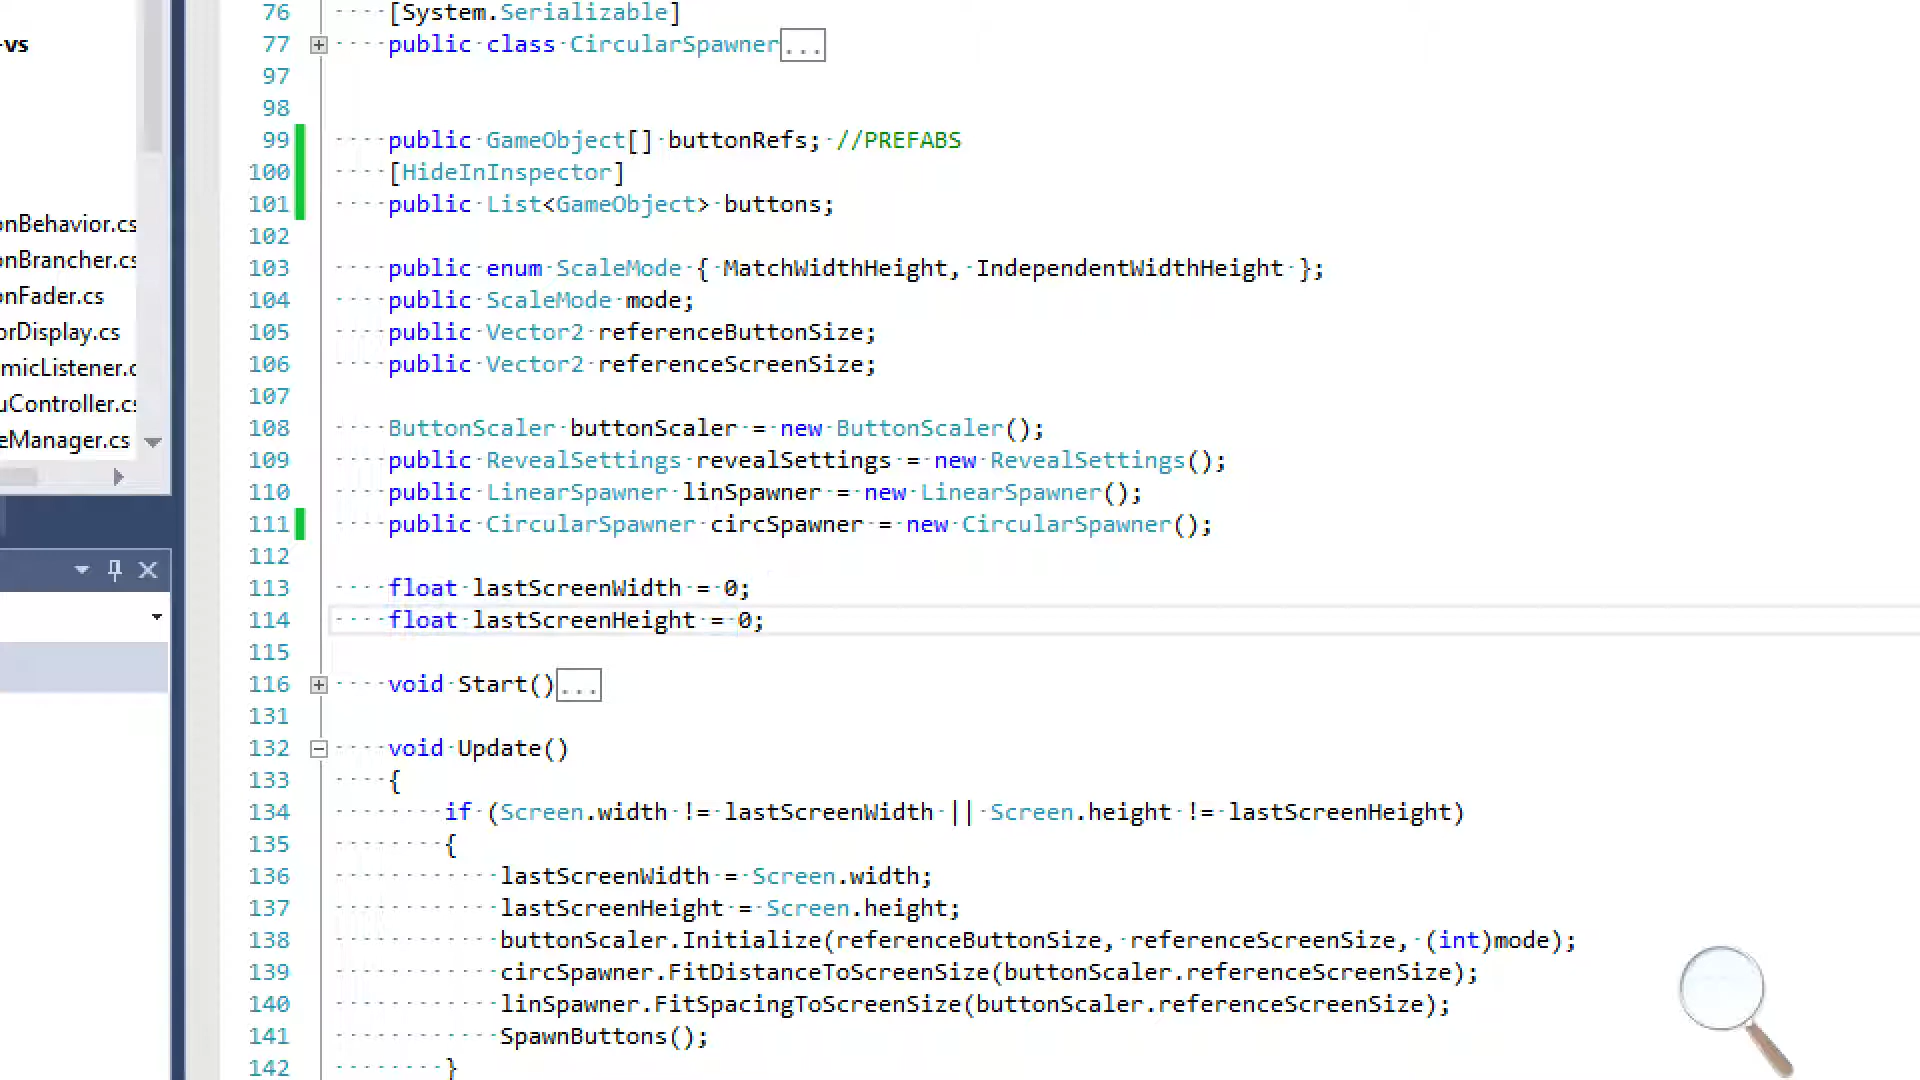 -vs
onBehavior.cs
onBrancher.cs
onFader.cs
orDisplay.cs
micListener.c
uController.cs
eManager.cs
76 [System.Serializable]
77 public class CircularSpawner...
97
98
99 public GameObject[] buttonRefs; //PREFABS
100 [HideInInspector]
101 public List<GameObject> buttons;
102
103 public enum ScaleMode { MatchWidthHeight, IndependentWidthHeight };
104 public ScaleMode mode;
105 public Vector2 referenceButtonSize;
106 public Vector2 referenceScreenSize;
107
108 ButtonScaler buttonScaler = new ButtonScaler();
109 public RevealSettings revealSettings = new RevealSettings();
110 public LinearSpawner linSpawner = new LinearSpawner();
111 public CircularSpawner circSpawner = new CircularSpawner();
112
113 float lastScreenWidth = 0;
114 float lastScreenHeight = 0;
115
116 void Start()...
131
132 void Update()
133 {
134 if (Screen.width != lastScreenWidth || Screen.height != lastScreenHeight)
135 {
136 lastScreenWidth = Screen.width;
137 lastScreenHeight = Screen.height;
138 buttonScaler.Initialize(referenceButtonSize, referenceScreenSize, (int)mode);
139 circSpawner.FitDistanceToScreenSize(buttonScaler.referenceScreenSize);
140 linSpawner.FitSpacingToScreenSize(buttonScaler.referenceScreenSize);
141 SpawnButtons();
142 }